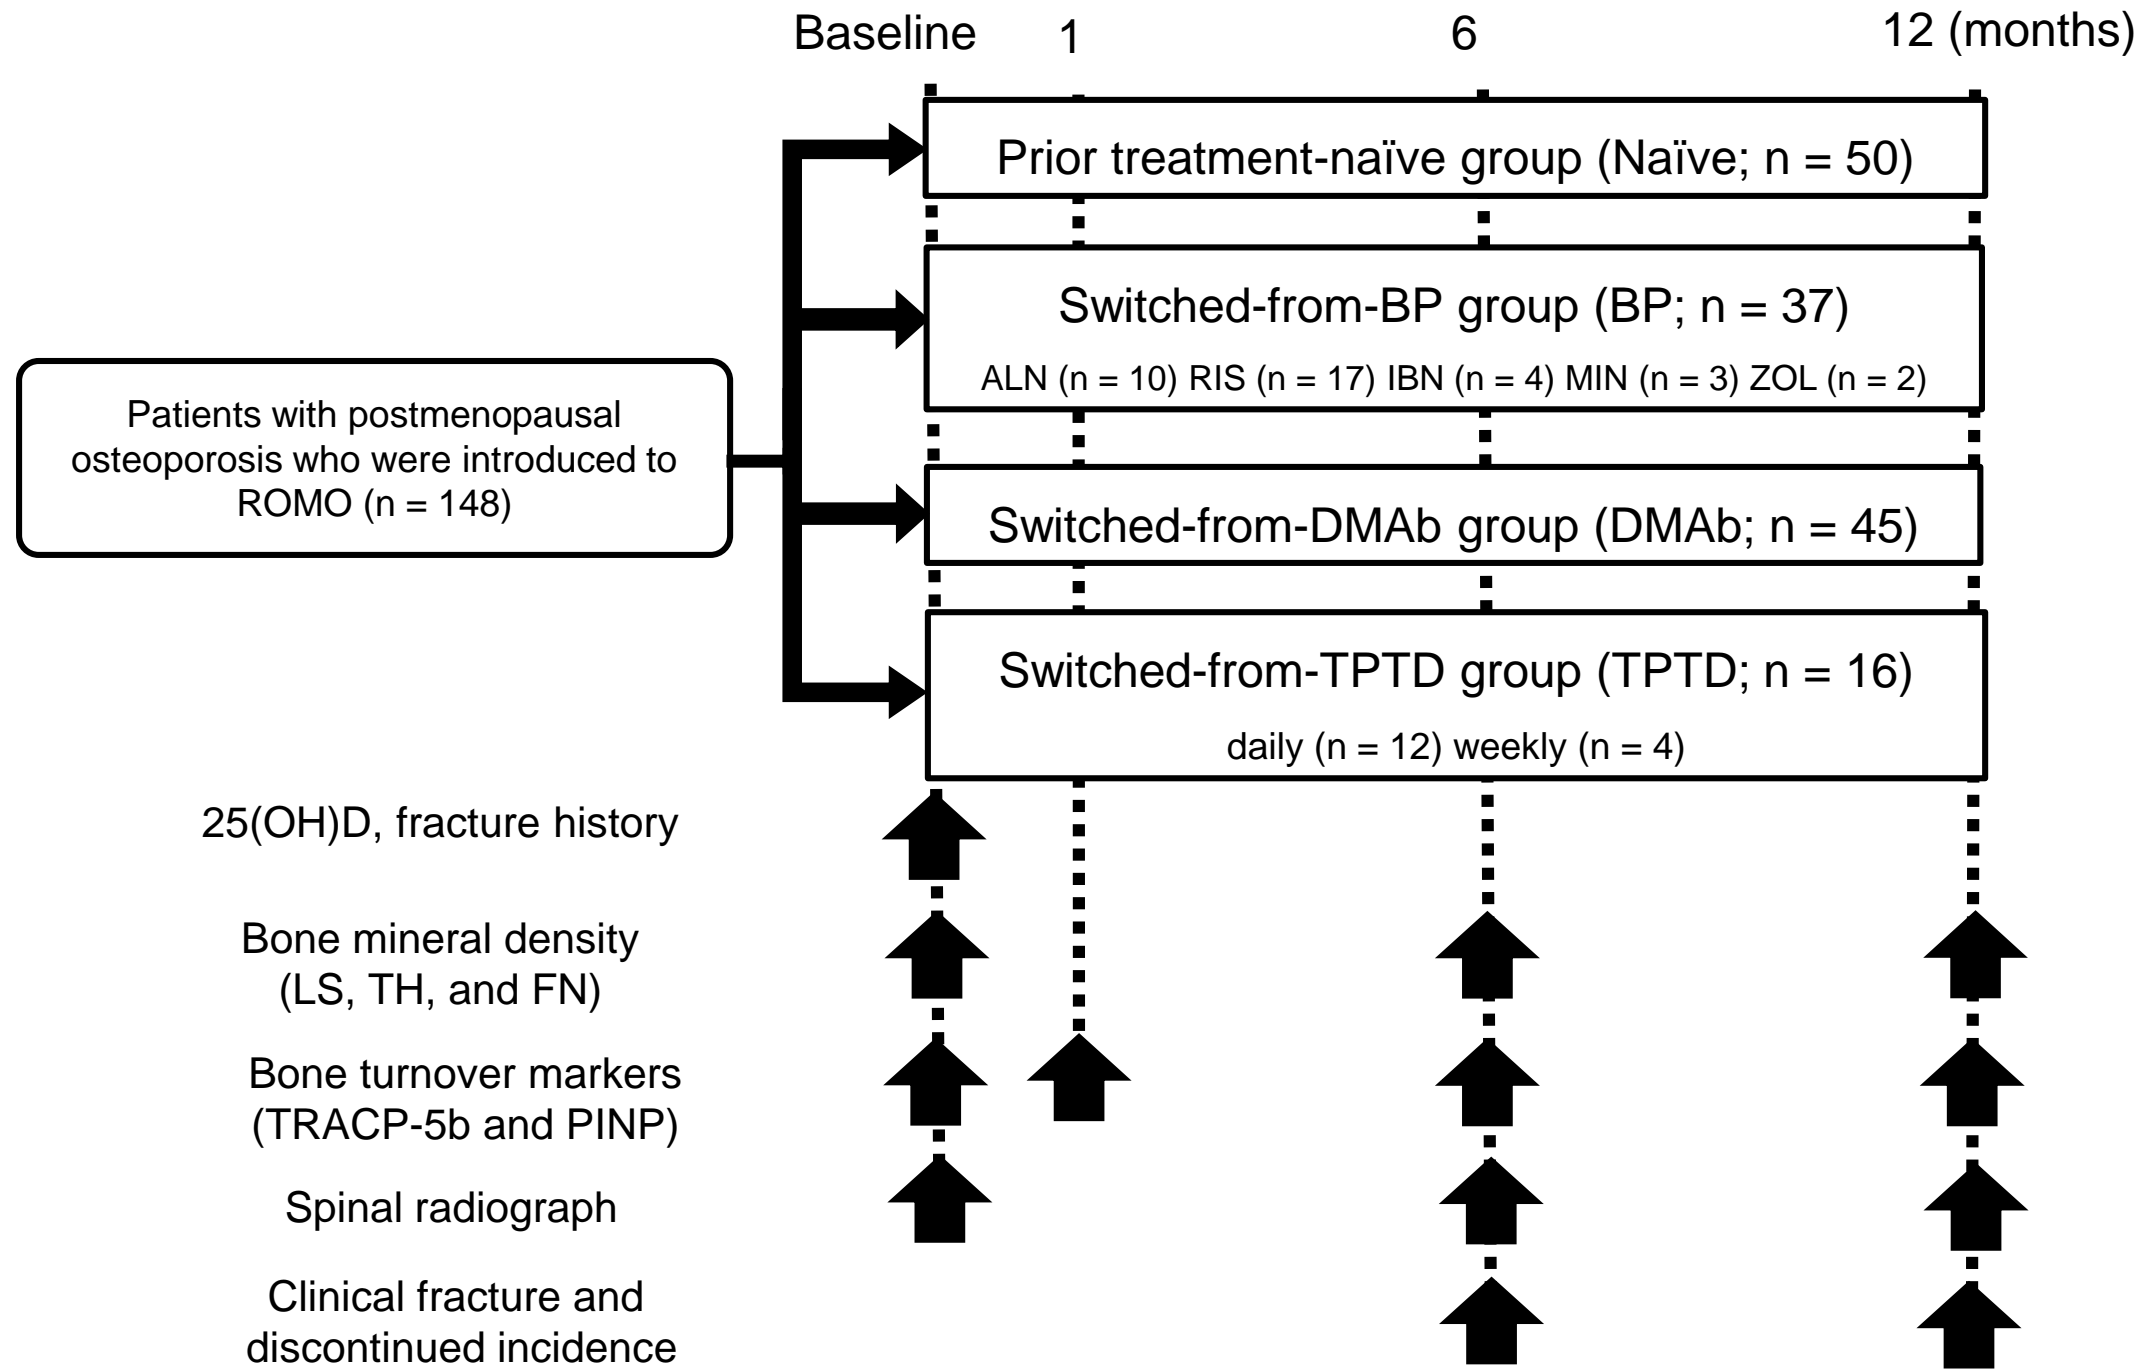 Baseline 1 6 12 (months)
Prior treatment-naïve group (Naïve; n = 50)
Switched-from-BP group (BP; n = 37)
ALN (n = 10) RIS (n = 17) IBN (n = 4) MIN (n = 3) ZOL (n = 2)
Patients with postmenopausal
osteoporosis who were introduced to
ROMO (n = 148)
Switched-from-DMAb group (DMAb; n = 45)
Switched-from-TPTD group (TPTD; n = 16)
daily (n = 12) weekly (n = 4)
25(OH)D, fracture history
Bone mineral density
(LS, TH, and FN)
Bone turnover markers
(TRACP-5b and PINP)
Spinal radiograph
Clinical fracture and
discontinued incidence